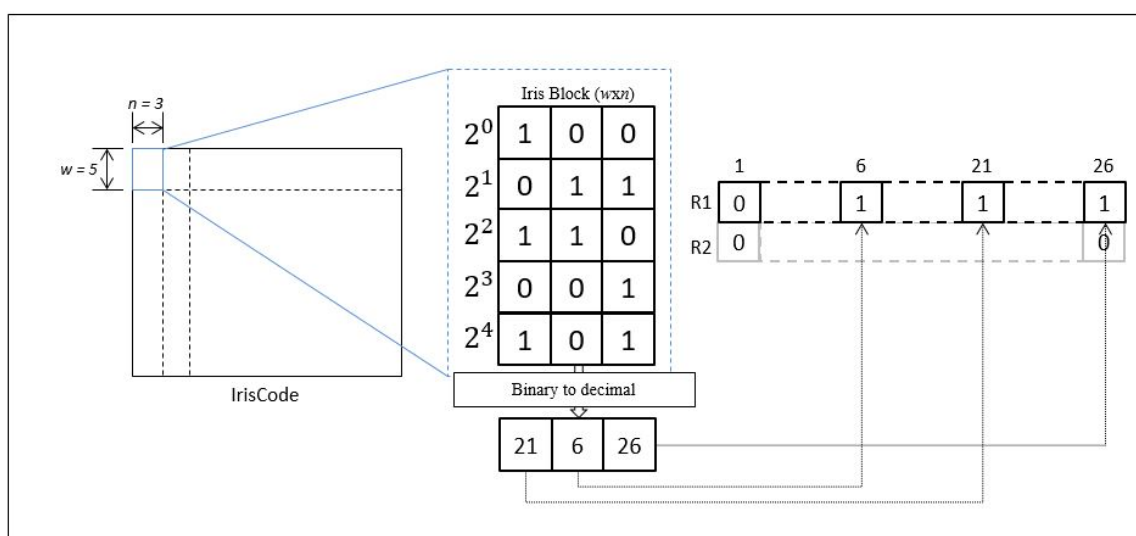 n = 3
w = 5
IrisCode
Iris Block (wxn)
2^0 1 0 0
2^1 0 1 1
2^2 1 1 0
2^3 0 0 1
2^4 1 0 1
Binary to decimal
21 6 26
1 6 21 26
R1 0 1 1 1
R2 0 0